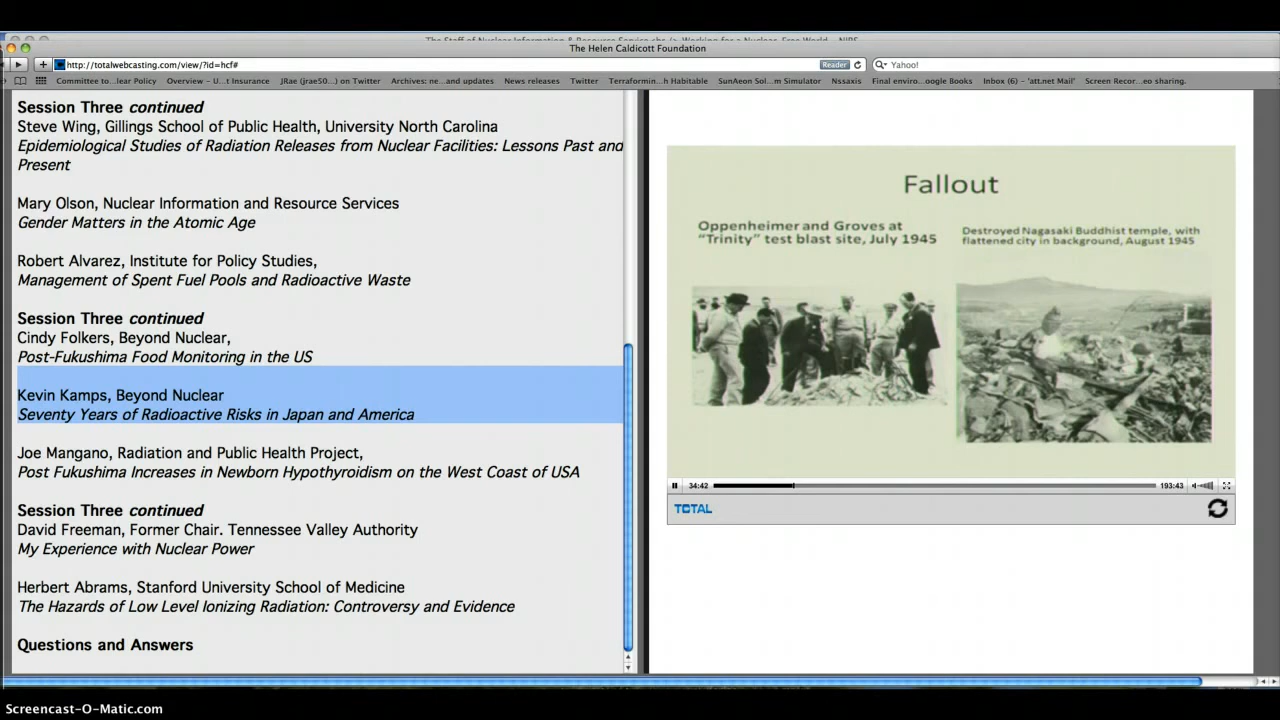 The Helen Caldicott Foundation
http://totalwebcasting.com/view/?id=hcf#
Reader
Yahoo!
Committee to...lear Policy
Overview – U...t Insurance
JRae (jrae50...) on Twitter
Archives: ne...and updates
News releases
Twitter
Terraformin...h Habitable
SunAeon Sol...m Simulator
Nssaxis
Final enviro...oogle Books
Inbox (6) – 'att.net Mail'
Screen Recor...eo sharing.
Session Three continued
Steve Wing, Gillings School of Public Health, University North Carolina
Epidemiological Studies of Radiation Releases from Nuclear Facilities: Lessons Past and
Present
Mary Olson, Nuclear Information and Resource Services
Gender Matters in the Atomic Age
Robert Alvarez, Institute for Policy Studies,
Management of Spent Fuel Pools and Radioactive Waste
Session Three continued
Cindy Folkers, Beyond Nuclear,
Post-Fukushima Food Monitoring in the US
Kevin Kamps, Beyond Nuclear
Seventy Years of Radioactive Risks in Japan and America
Joe Mangano, Radiation and Public Health Project,
Post Fukushima Increases in Newborn Hypothyroidism on the West Coast of USA
Session Three continued
David Freeman, Former Chair. Tennessee Valley Authority
My Experience with Nuclear Power
Herbert Abrams, Stanford University School of Medicine
The Hazards of Low Level Ionizing Radiation: Controversy and Evidence
Questions and Answers
Fallout
Oppenheimer and Groves at
"Trinity" test blast site, July 1945
Destroyed Nagasaki Buddhist temple, with
flattened city in background, August 1945
34:42
193:43
TOTAL
Screencast-O-Matic.com